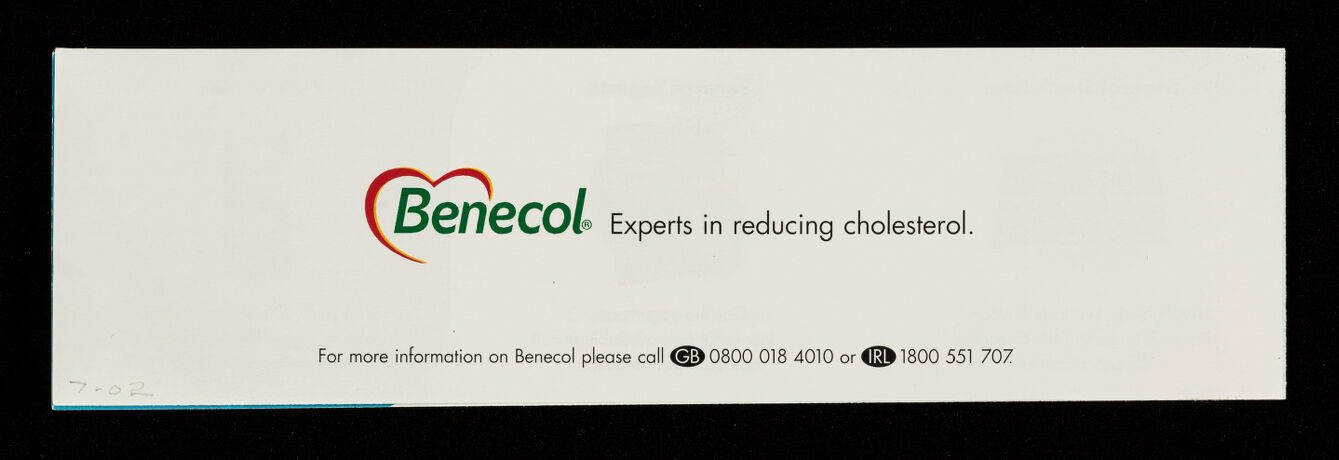 Benecol® Experts in reducing cholesterol.
For more information on Benecol please call GB 0800 018 4010 or IRL 1800 551 707.
7-02